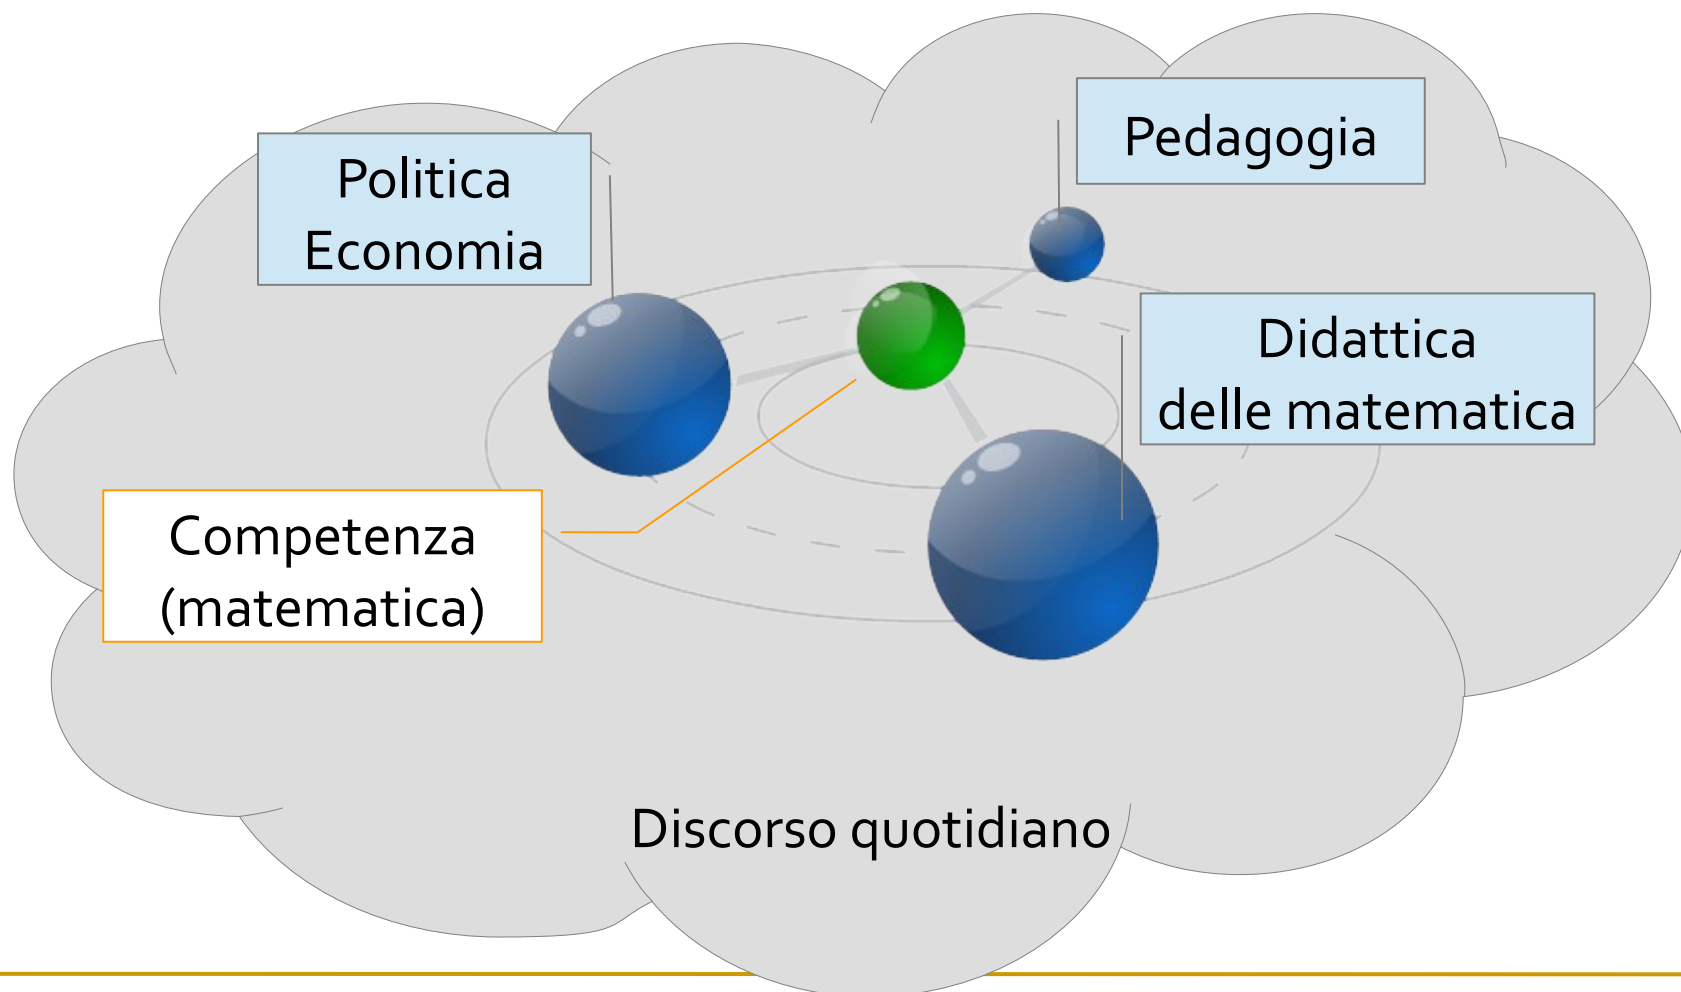 Politica
Economia
Pedagogia
Didattica
delle matematica
Competenza
(matematica)
Discorso quotidiano